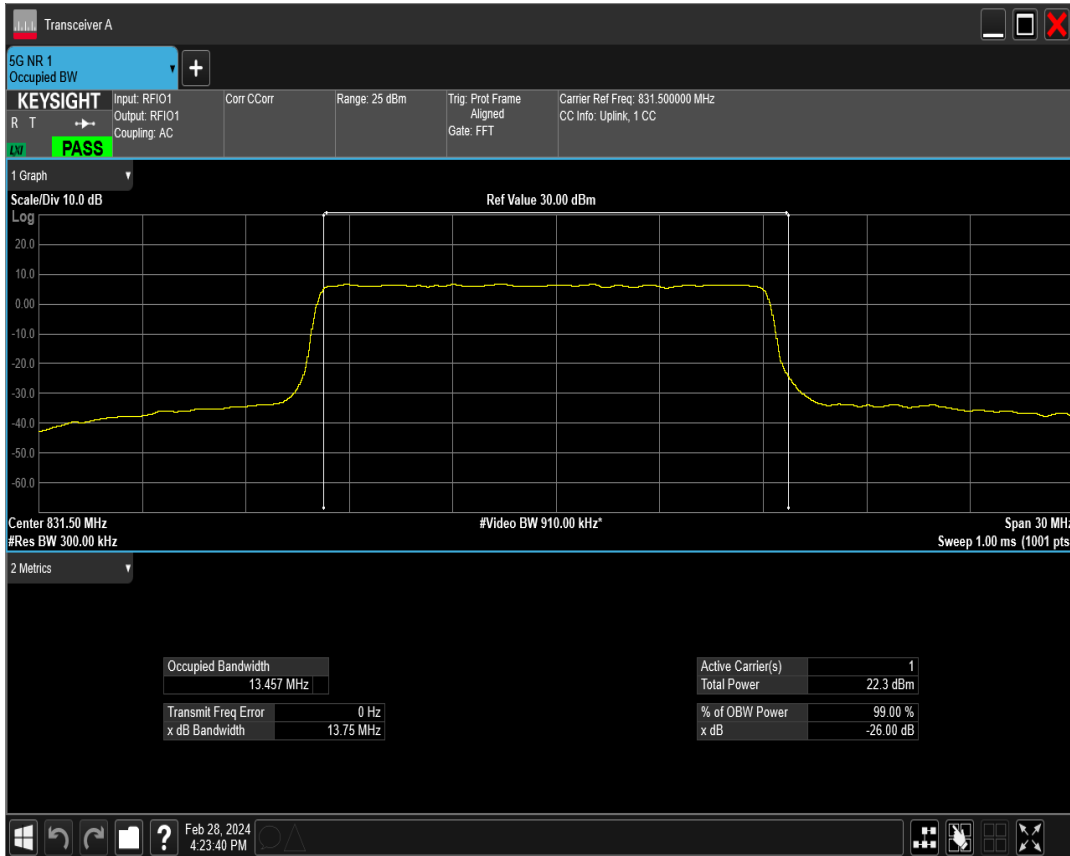 Transceiver A
5G NR 1
Occupied BW
+
KEYSIGHT
R T
LXI
PASS
Input: RFIO1
Output: RFIO1
Coupling: AC
Corr CCorr
Range: 25 dBm
Trig: Prot Frame
Aligned
Gate: FFT
Carrier Ref Freq: 831.500000 MHz
CC Info: Uplink, 1 CC
1 Graph
Scale/Div 10.0 dB
Ref Value 30.00 dBm
Log
20.0
10.0
0.00
-10.0
-20.0
-30.0
-40.0
-50.0
-60.0
Center 831.50 MHz
#Video BW 910.00 kHz*
Span 30 MHz
#Res BW 300.00 kHz
Sweep 1.00 ms (1001 pts
2 Metrics
Occupied Bandwidth
13.457 MHz
Transmit Freq Error 0 Hz
x dB Bandwidth 13.75 MHz
Active Carrier(s) 1
Total Power 22.3 dBm
% of OBW Power 99.00 %
x dB -26.00 dB
?
Feb 28, 2024
4:23:40 PM